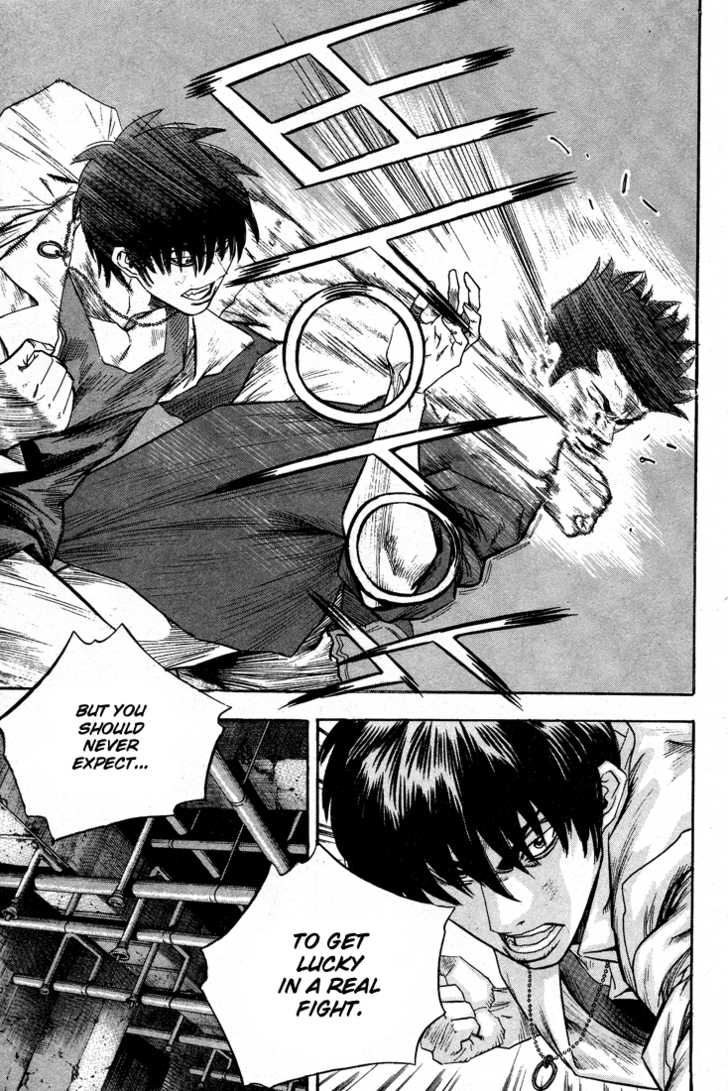 BUT YOU
SHOULD
NEVER
EXPECT...
TO GET
LUCKY
IN A REAL
FIGHT.